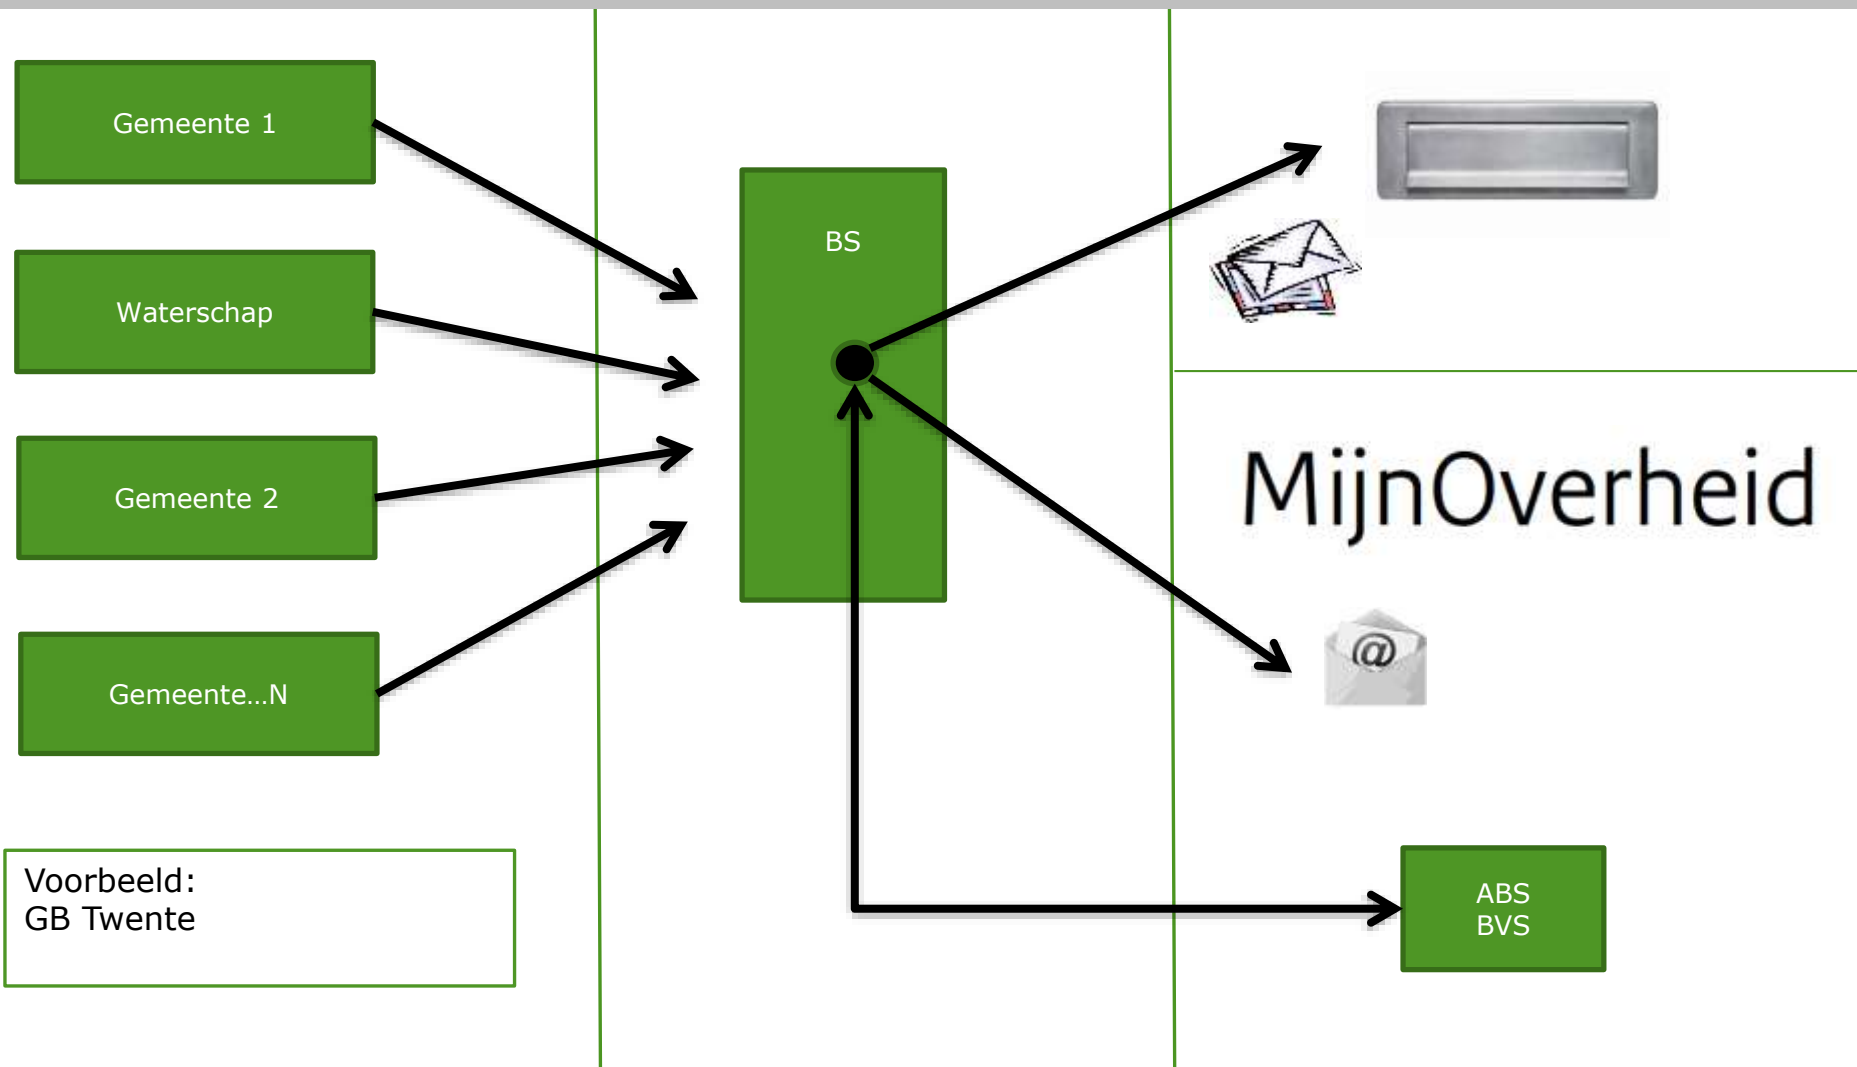 Gemeente 1
Waterschap
Gemeente 2
Gemeente...N
Voorbeeld:
GB Twente
BS
MijnOverheid
@
ABS
BVS